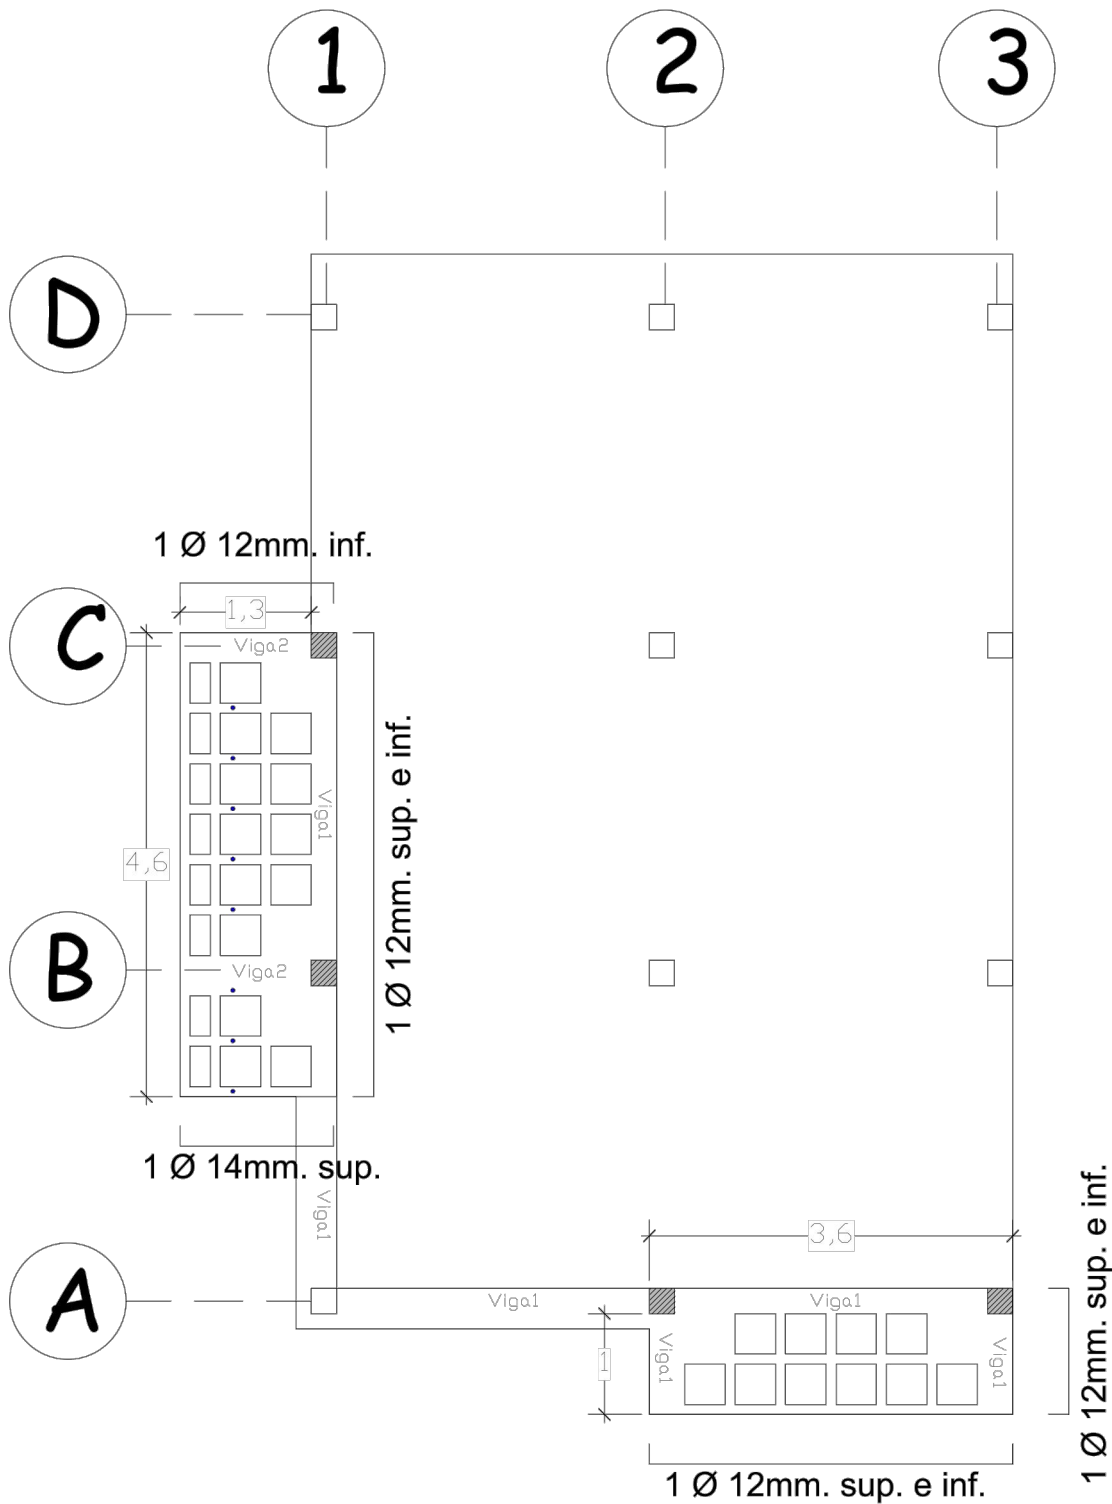 1
2
3
D
1 Ø 12mm. inf.
1,3
C
Viga2
1 Ø 12mm. sup. e inf.
Viga1
4,6
B
Viga2
1 Ø 14mm. sup.
Viga1
3,6
1 Ø 12mm. sup. e inf.
A
Viga1
Viga1
1
Viga1
Viga1
1 Ø 12mm. sup. e inf.